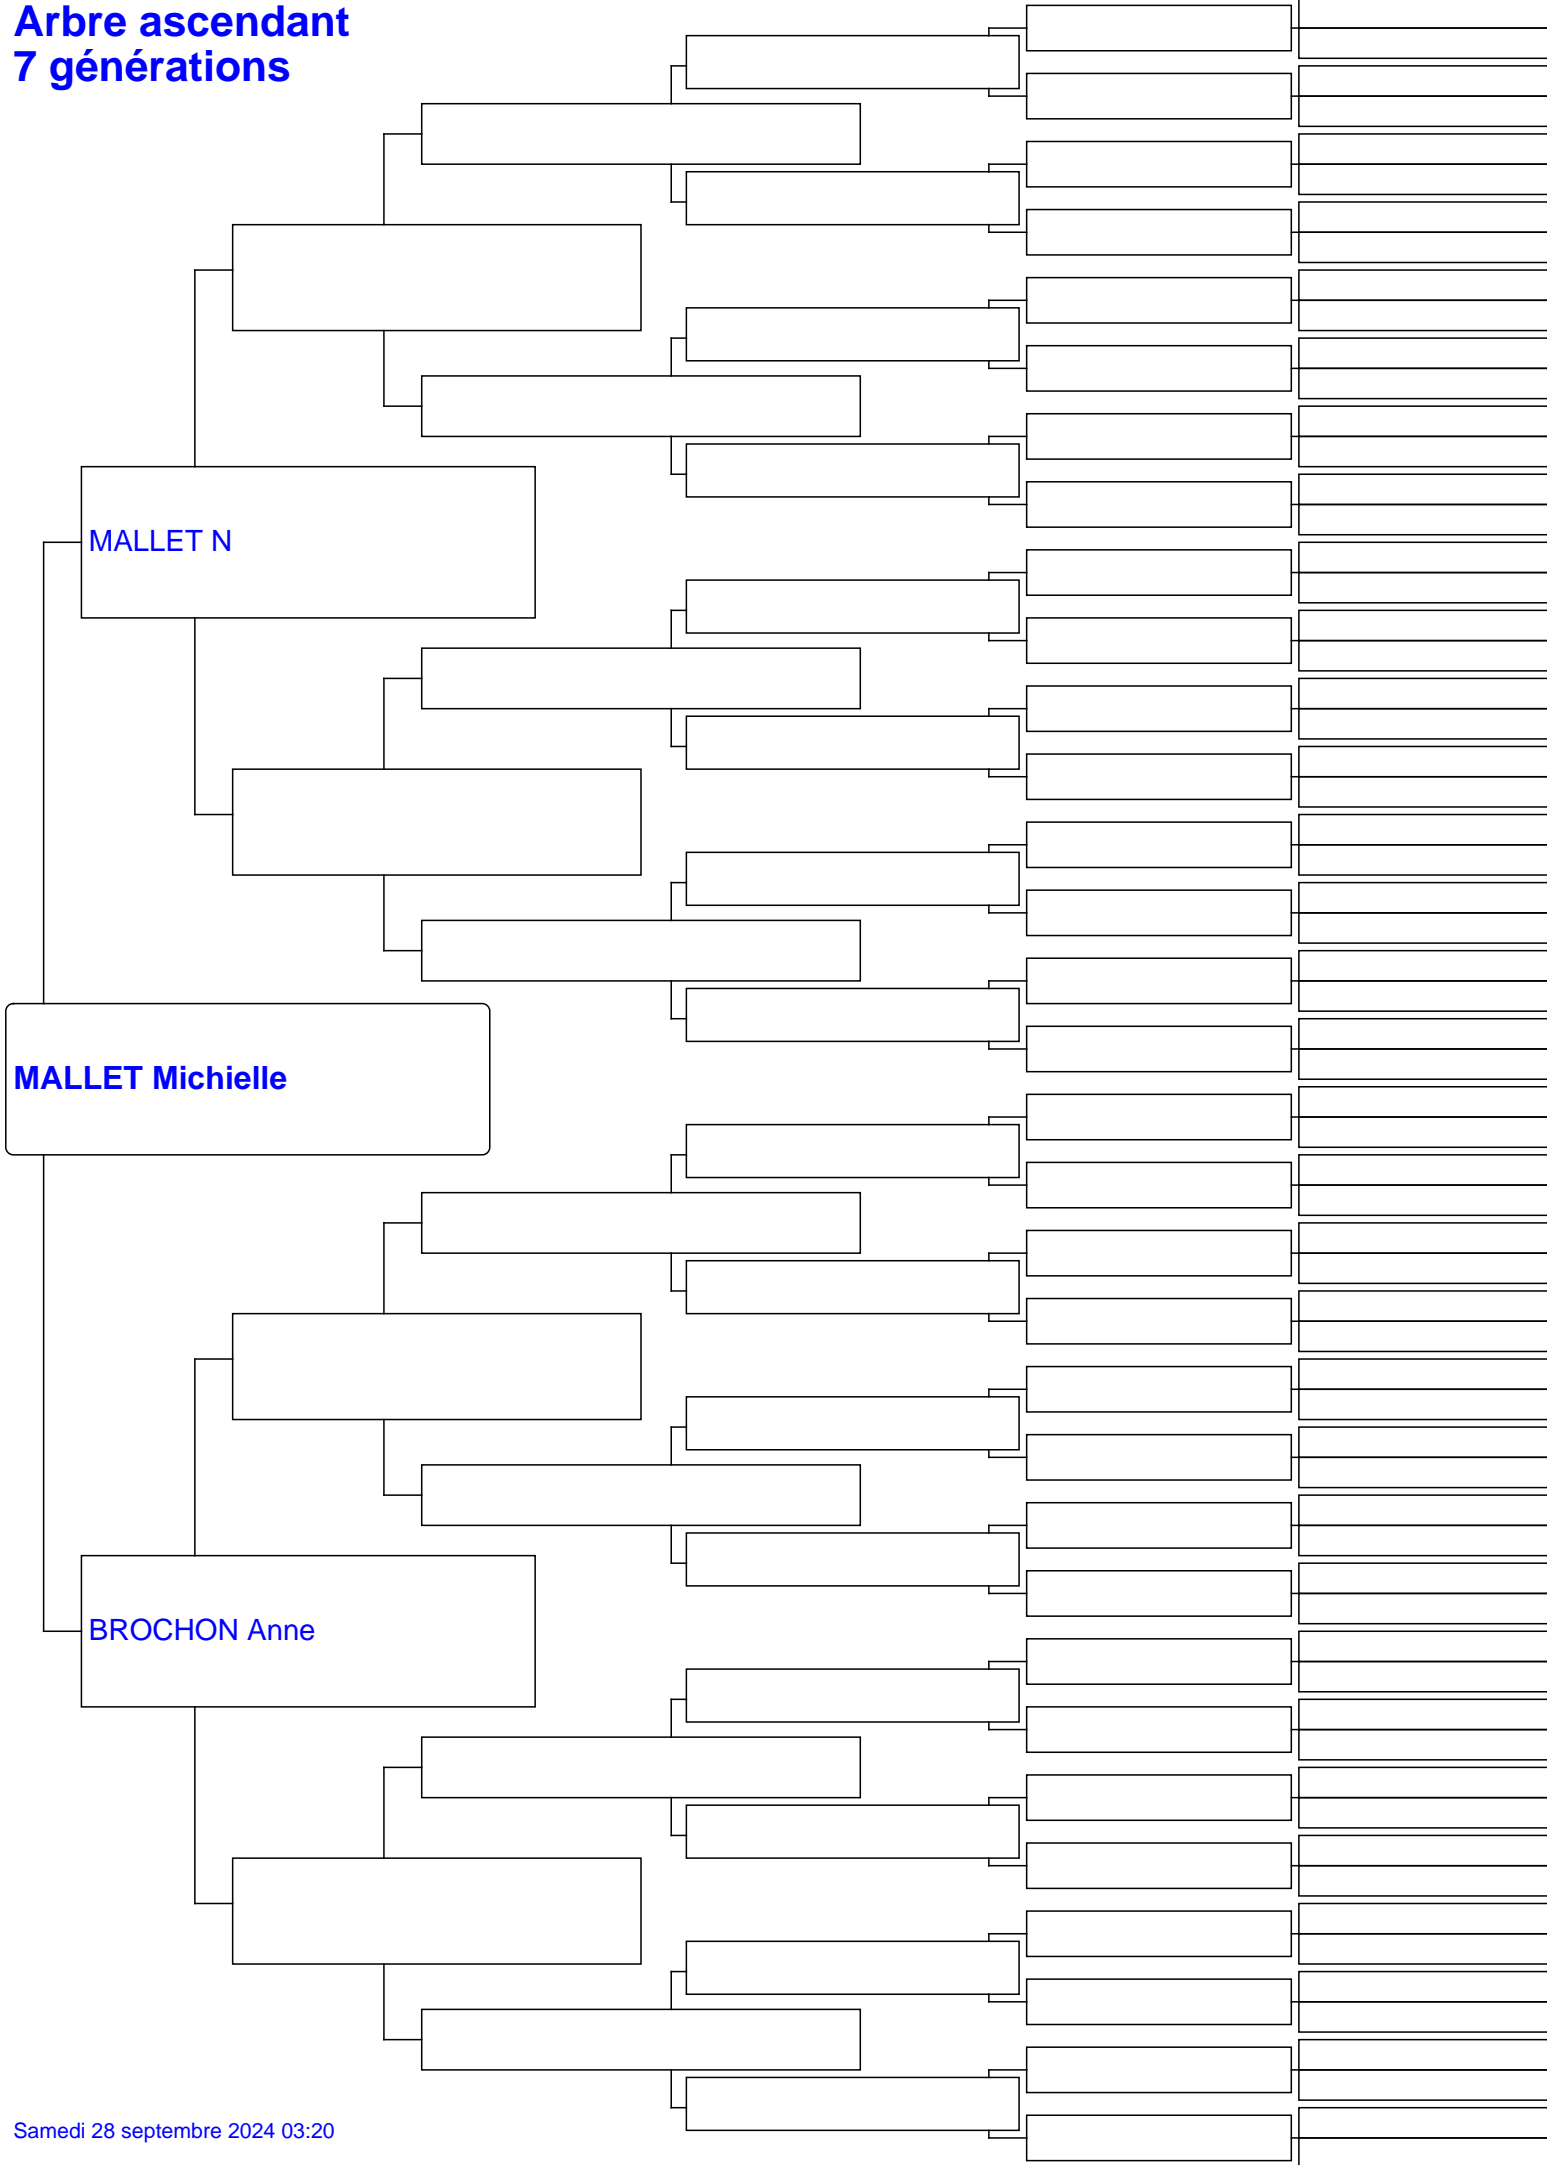 Arbre ascendant
7 générations
MALLET N
MALLET Michielle
BROCHON Anne
Samedi 28 septembre 2024 03:20